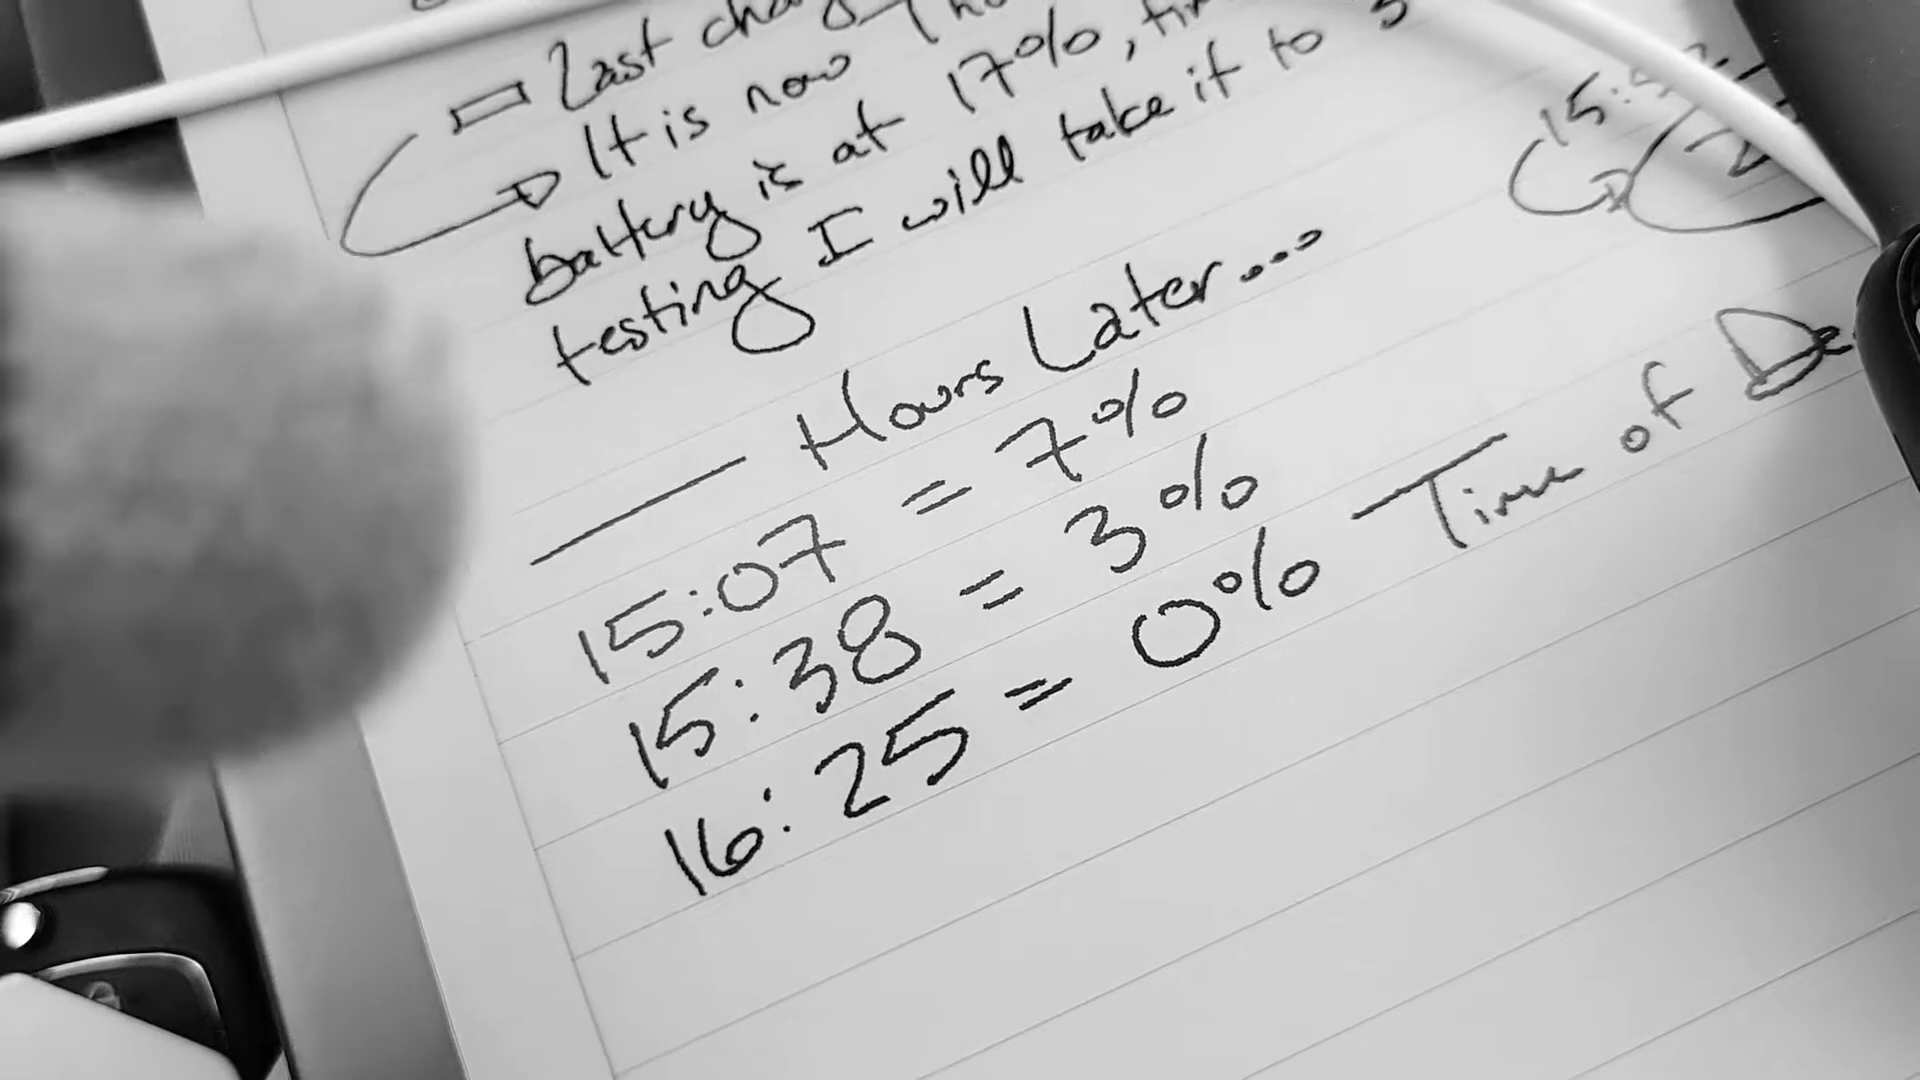 Last
It is now
battery is at 17%,
testing I will take it to
Hours Later...
15:07 = 7%
15:38 = 3%
16:25 = 0% Time of